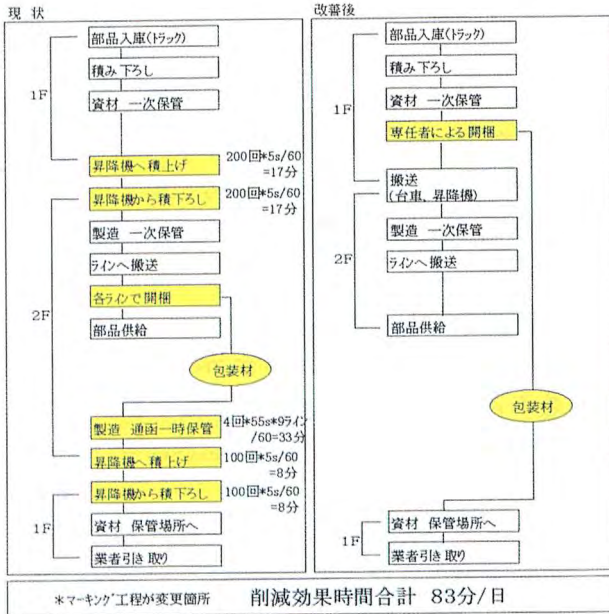 現 状
1F
部品入庫(トラック)
積み下ろし
資材 一次保管
昇降機へ積上げ
200回*5s/60
=17分
2F
昇降機から積下ろし
200回*5s/60
=17分
製造 一次保管
ラインへ搬送
各ラインで開梱
部品供給
包装材
製造 通函一時保管
4回*55s*9ライン
/60=33分
昇降機へ積上げ
100回*5s/60
=8分
1F
昇降機から積下ろし
100回*5s/60
=8分
資材 保管場所へ
業者引き取り
改善後
1F
部品入庫(トラック)
積み下ろし
資材 一次保管
専任者による開梱
搬送
(台車、昇降機)
2F
製造 一次保管
ラインへ搬送
部品供給
包装材
1F
資材 保管場所へ
業者引き取り
*マーキング工程が変更箇所 削減効果時間合計 83分/日